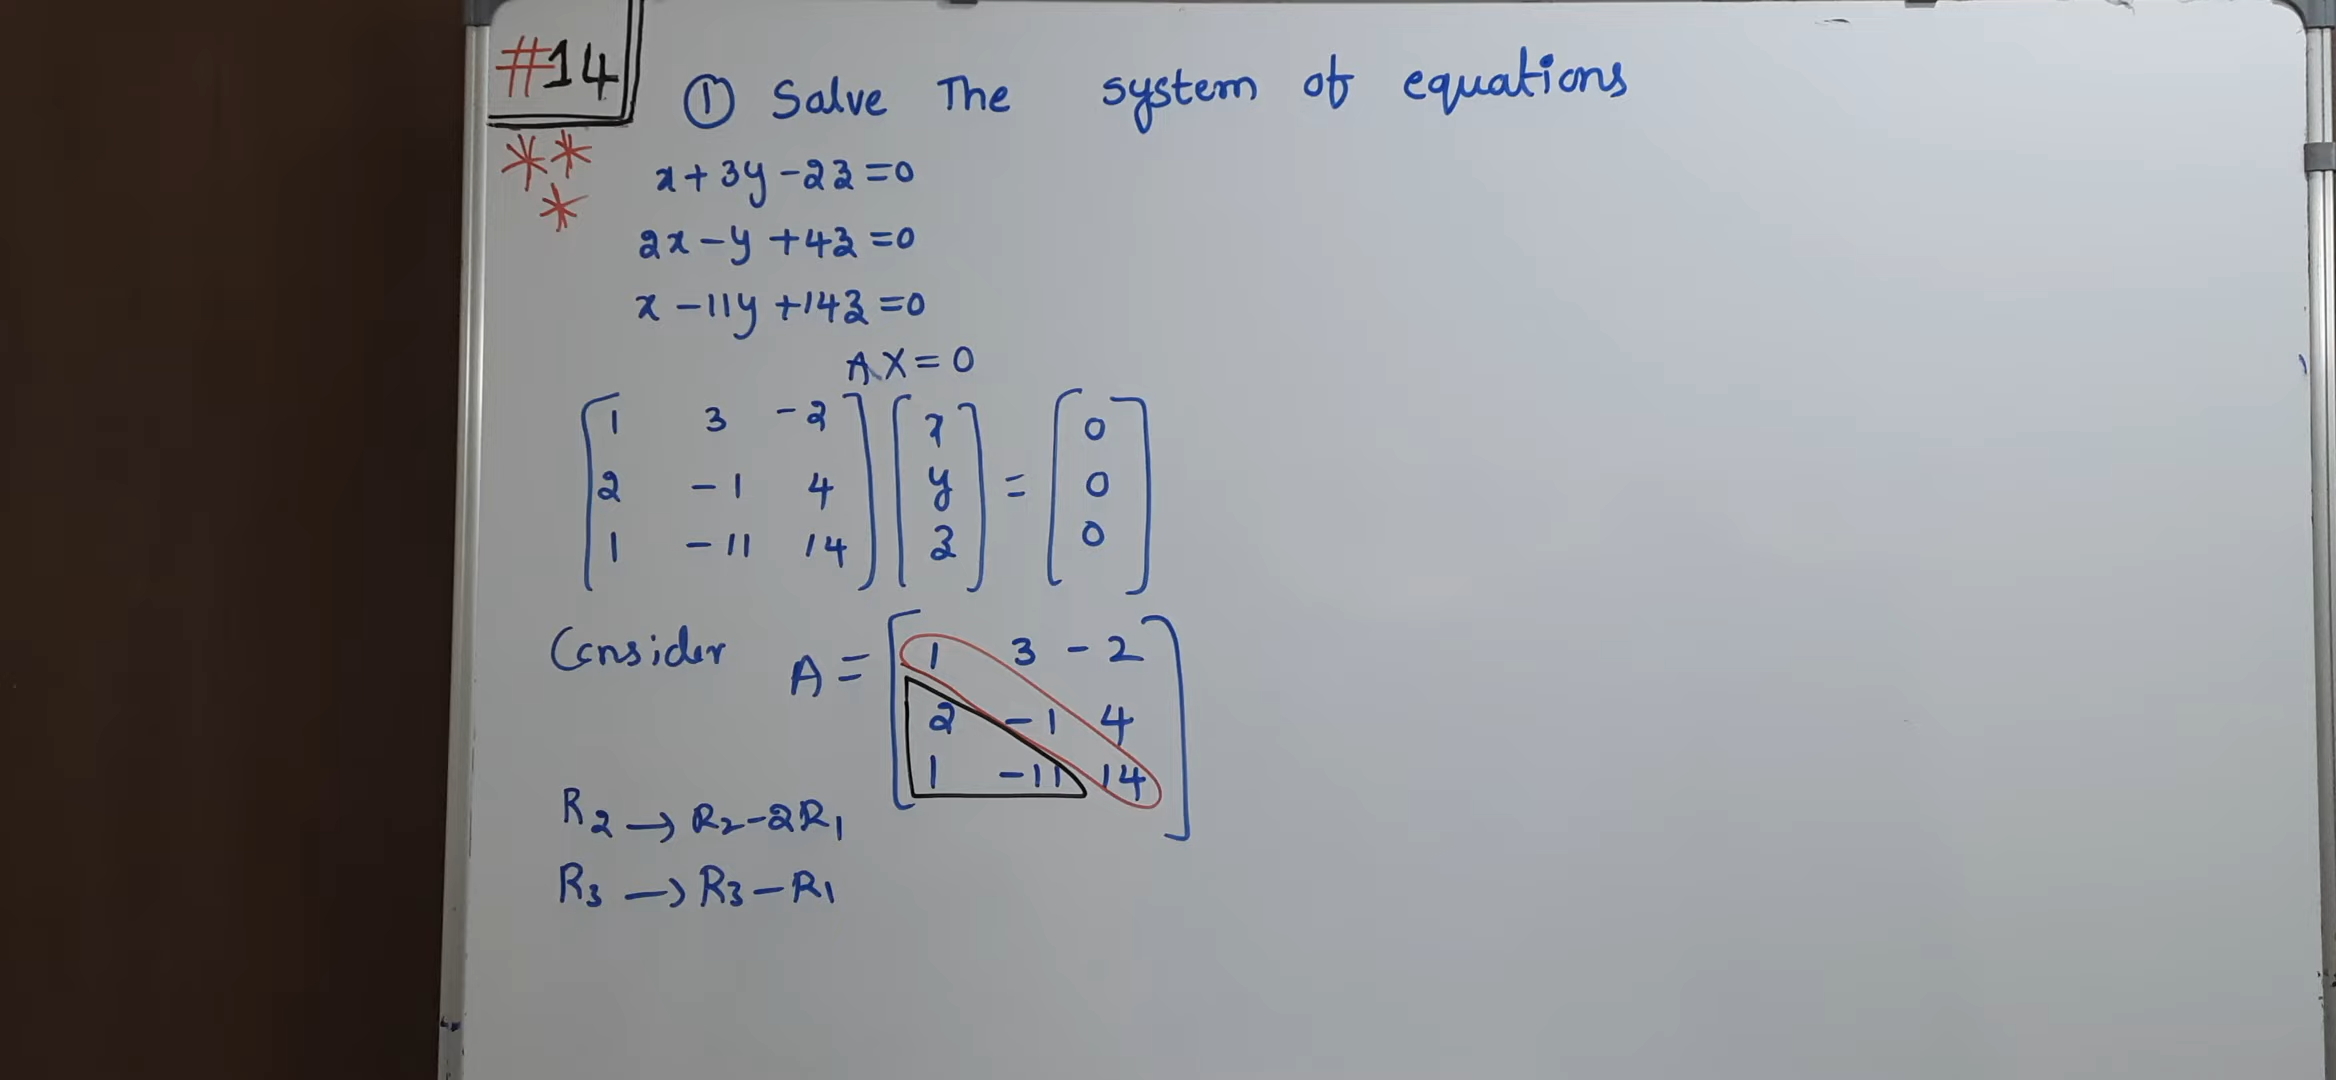 #14
① Solve The system of equations
x+3y-2z=0
2x-y+4z=0
x-11y+14z=0
AX=0
[1 3 -2] [x] = [0]
[2 -1 4] [y] [0]
[1 -11 14] [z] [0]
Consider A= [1 3 -2]
[2 -1 4]
[1 -11 14]
R2→R2-2R1
R3→R3-R1